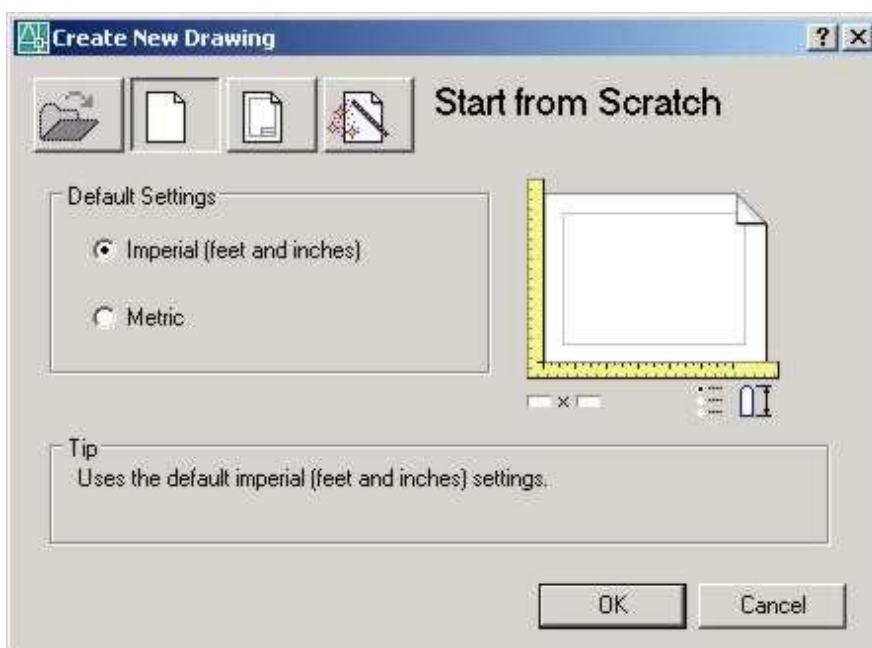 Create New Drawing
Start from Scratch
Default Settings
Imperial (feet and inches)
Metric
Tip
Uses the default imperial (feet and inches) settings.
OK
Cancel